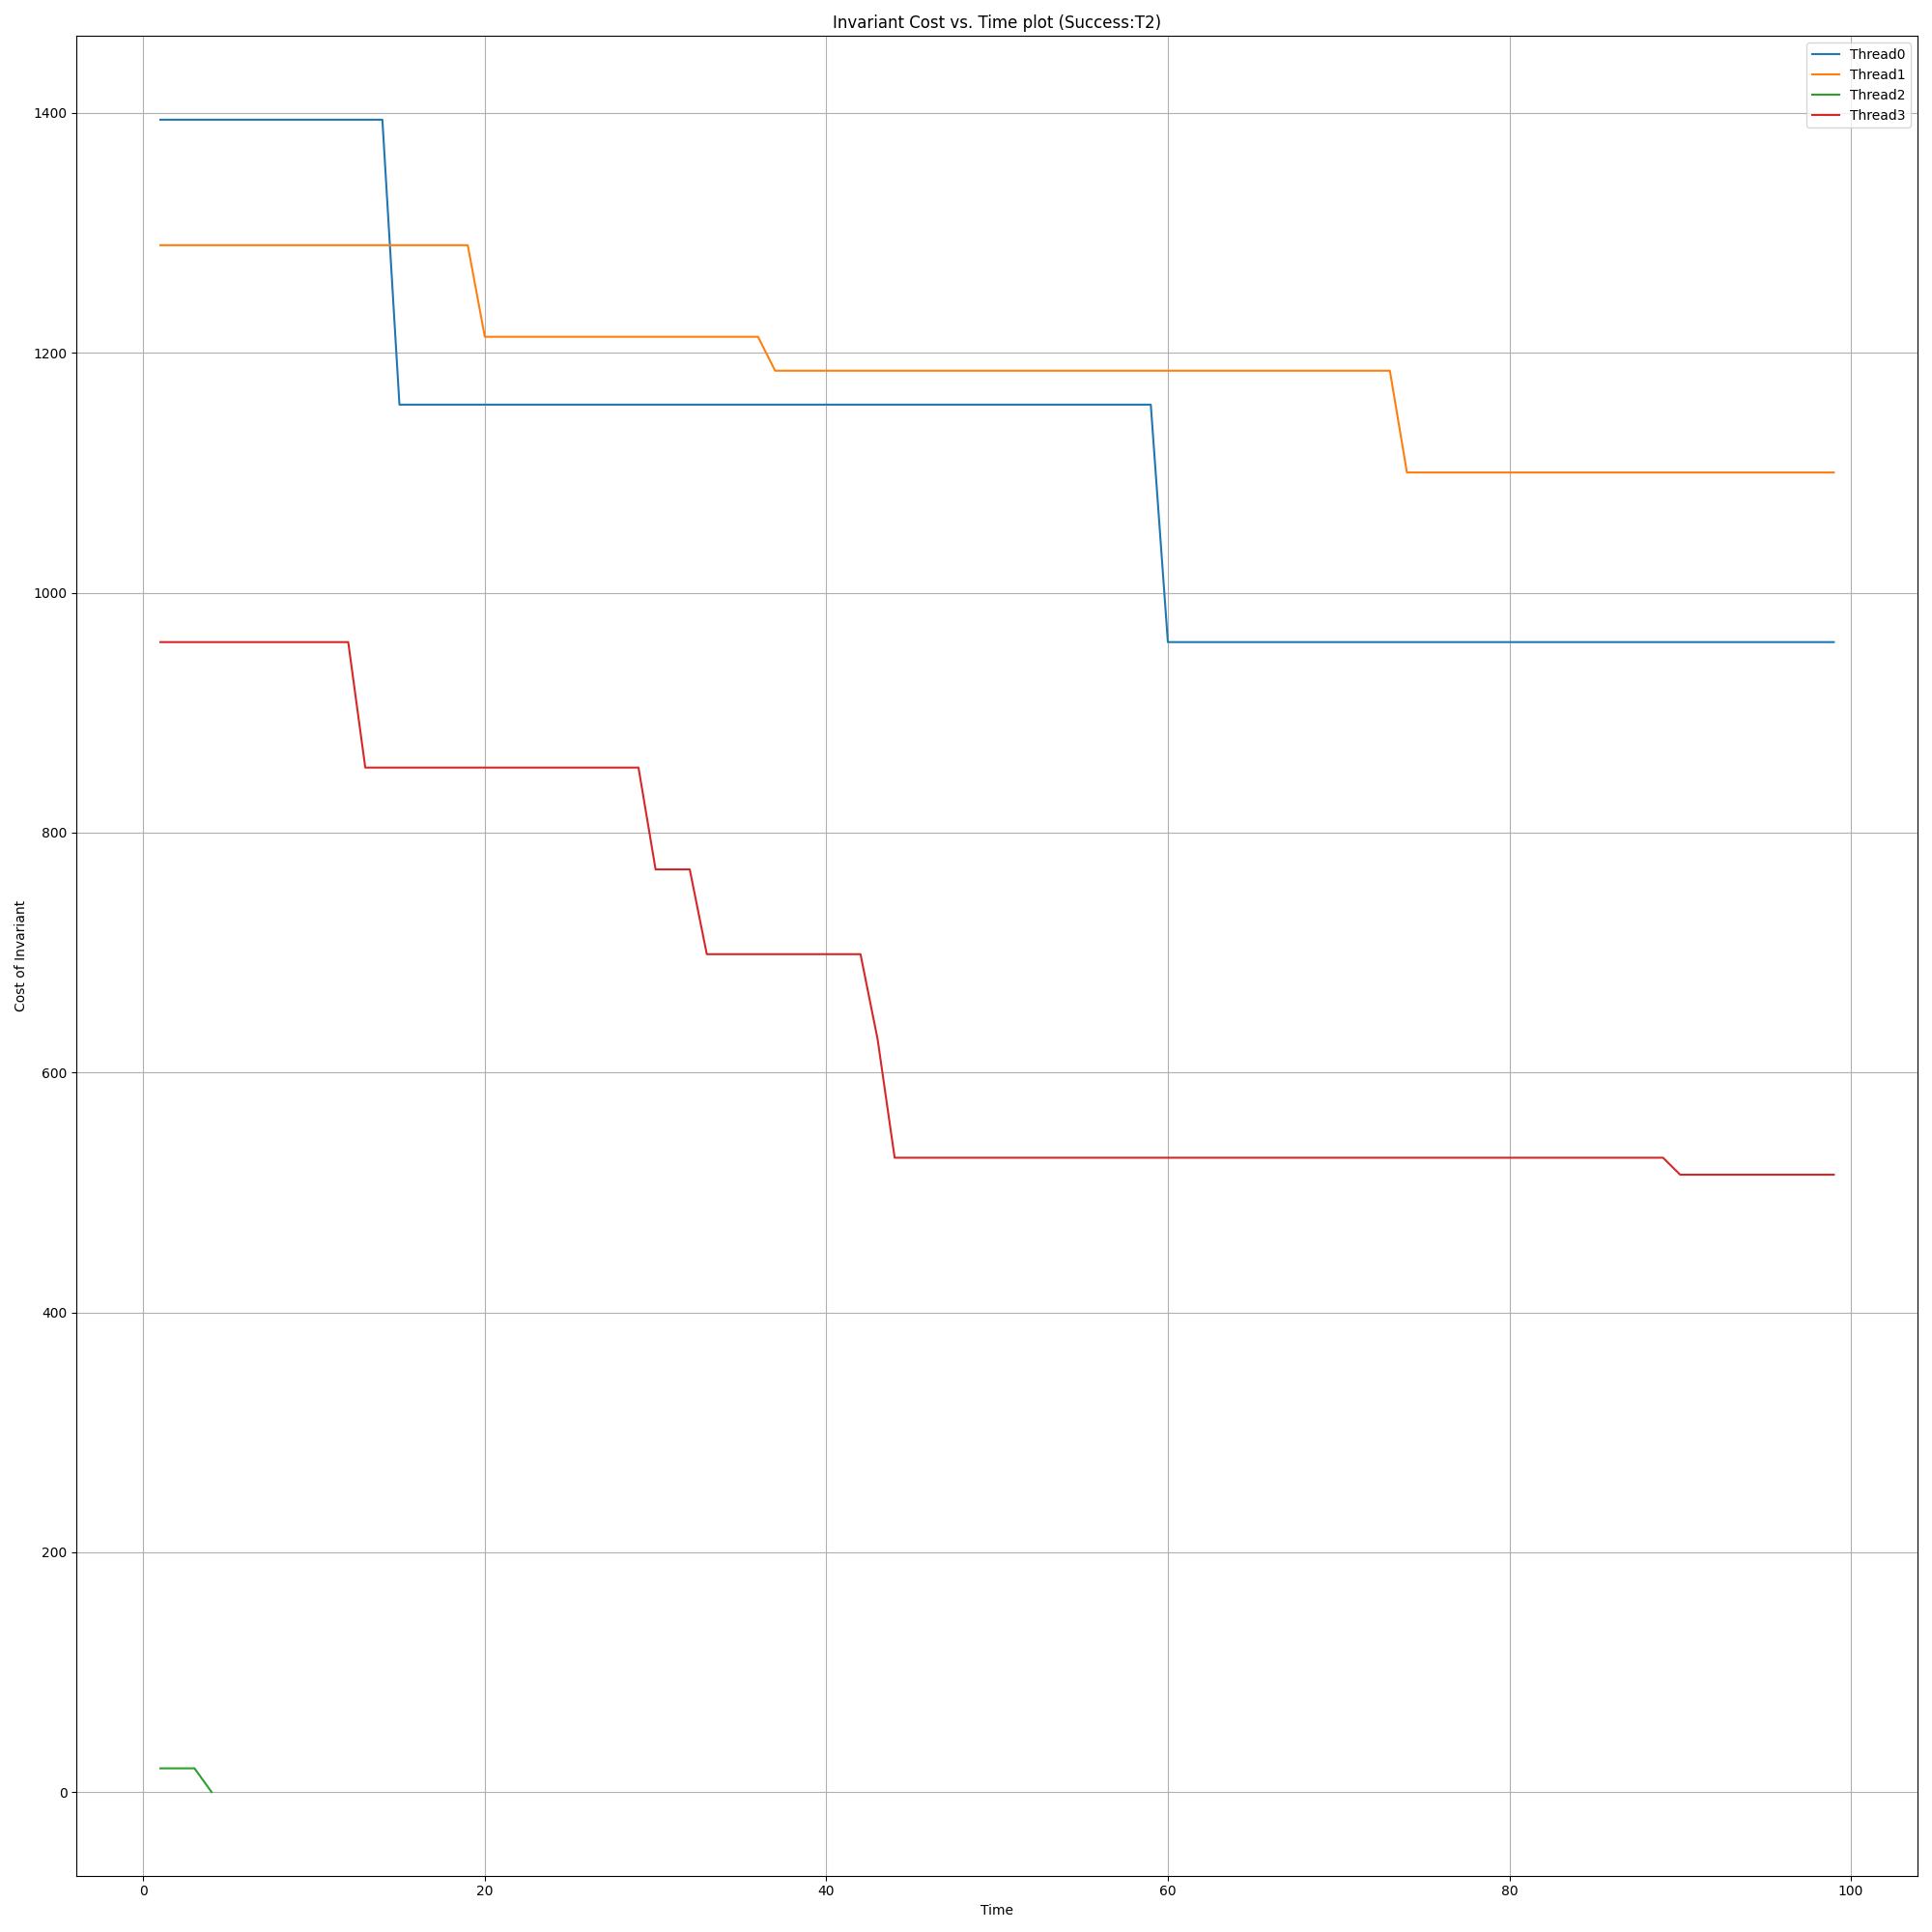 Invariant Cost vs. Time plot (Success:T2)
Thread0
Thread1
Thread2
Thread3
1400
1200
1000
800
600
400
200
0
Cost of Invariant
0 20 40 60 80 100
Time